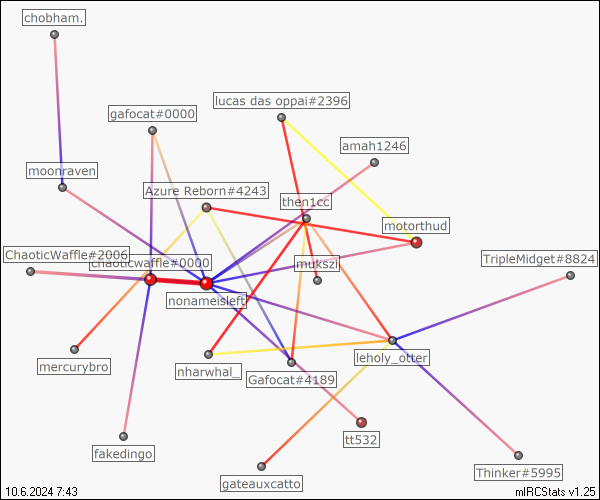 chobham.
lucas das oppai#2396
gafocat#0000
amah1246
moonraven
Azure Reborn#4243
then1cc
motorthud
ChaoticWaffle#2006
chaoticwaffle#0000
mukszi
TripleMidget#8824
nonameisleft
leholy_otter
mercurybro
nharwhal_
Gafocat#4189
tt532
fakedingo
Thinker#5995
gateauxcatto
10.6.2024 7:43
mIRCStats v1.25